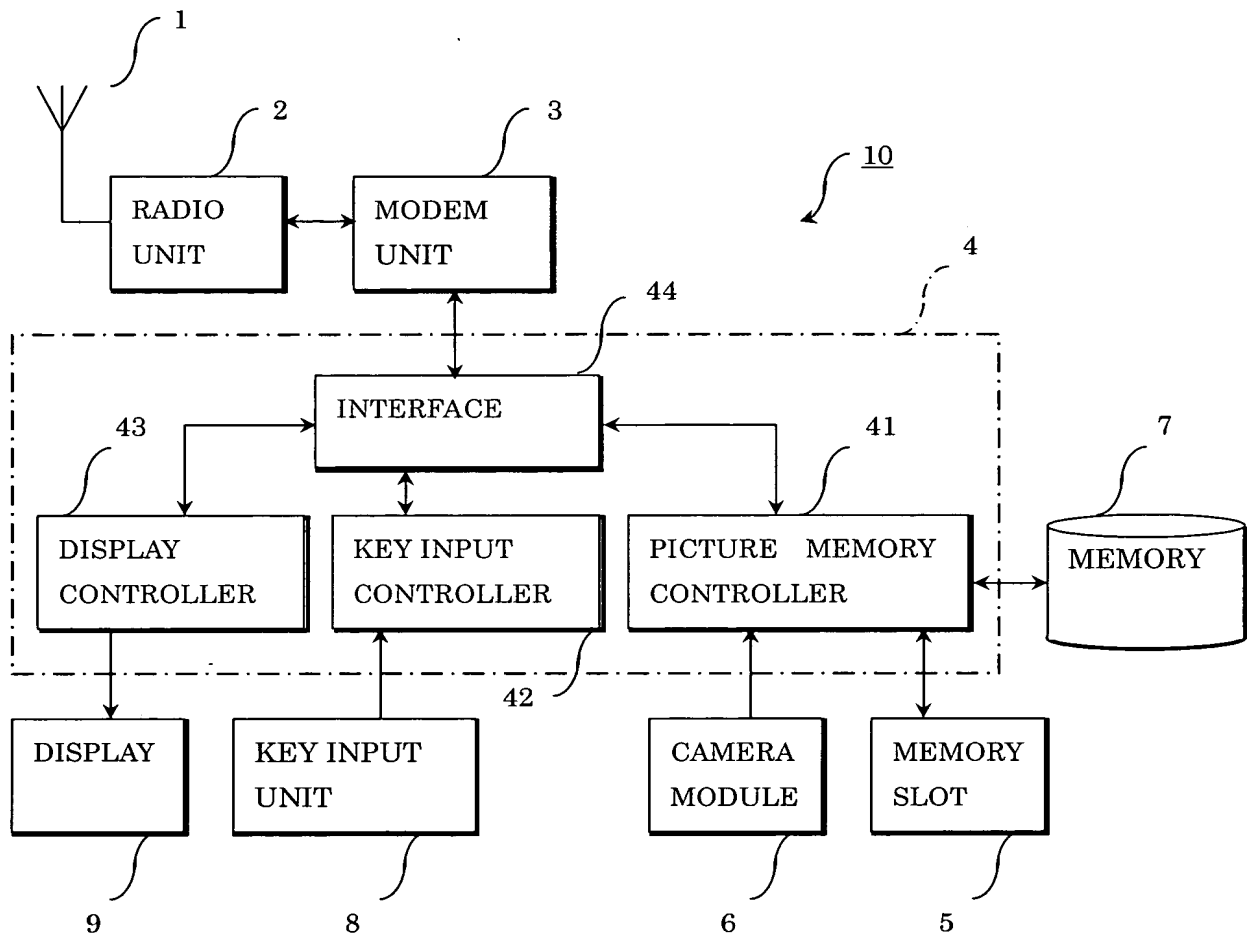 1
2
3
10
RADIO
UNIT
MODEM
UNIT
4
44
INTERFACE
43
41
7
DISPLAY
CONTROLLER
KEY INPUT
CONTROLLER
PICTURE MEMORY
CONTROLLER
MEMORY
42
DISPLAY
KEY INPUT
UNIT
CAMERA
MODULE
MEMORY
SLOT
9
8
6
5